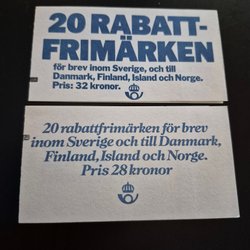 20 RABATT-
FRIMÄRKEN
för brev inom Sverige, och till
Danmark, Finland, Island och Norge.
Pris: 32 kronor.
20 rabattfrimärken för brev
inom Sverige och till Danmark,
Finland, Island och Norge.
Pris 28 kronor